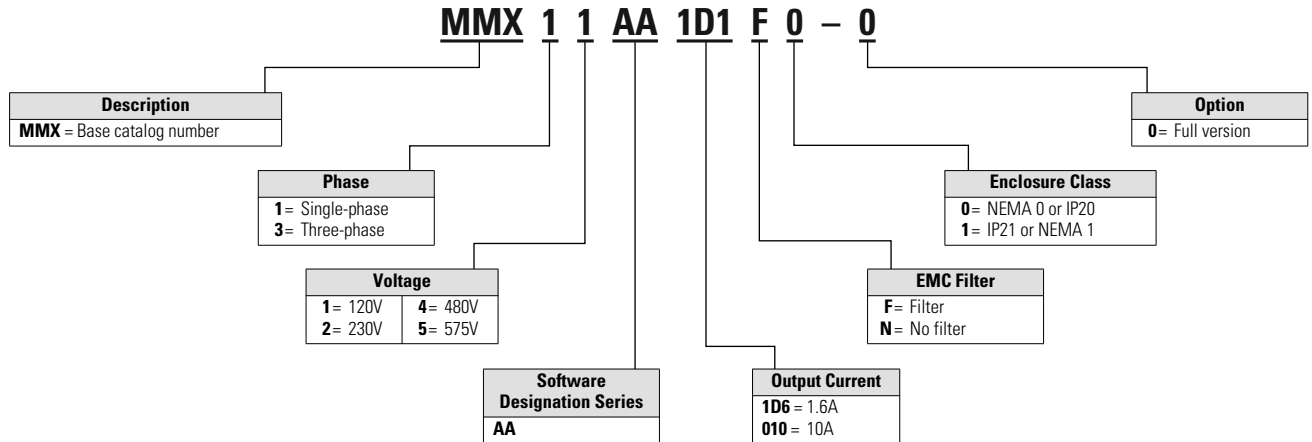 MMX 1 1 AA 1D1 F 0 – 0
Description
MMX = Base catalog number
Option
0= Full version
Phase
1= Single-phase
3= Three-phase
Enclosure Class
0= NEMA 0 or IP20
1= IP21 or NEMA 1
Voltage
1= 120V 4= 480V
2= 230V 5= 575V
EMC Filter
F= Filter
N= No filter
Software
Designation Series
AA
Output Current
1D6 = 1.6A
010 = 10A